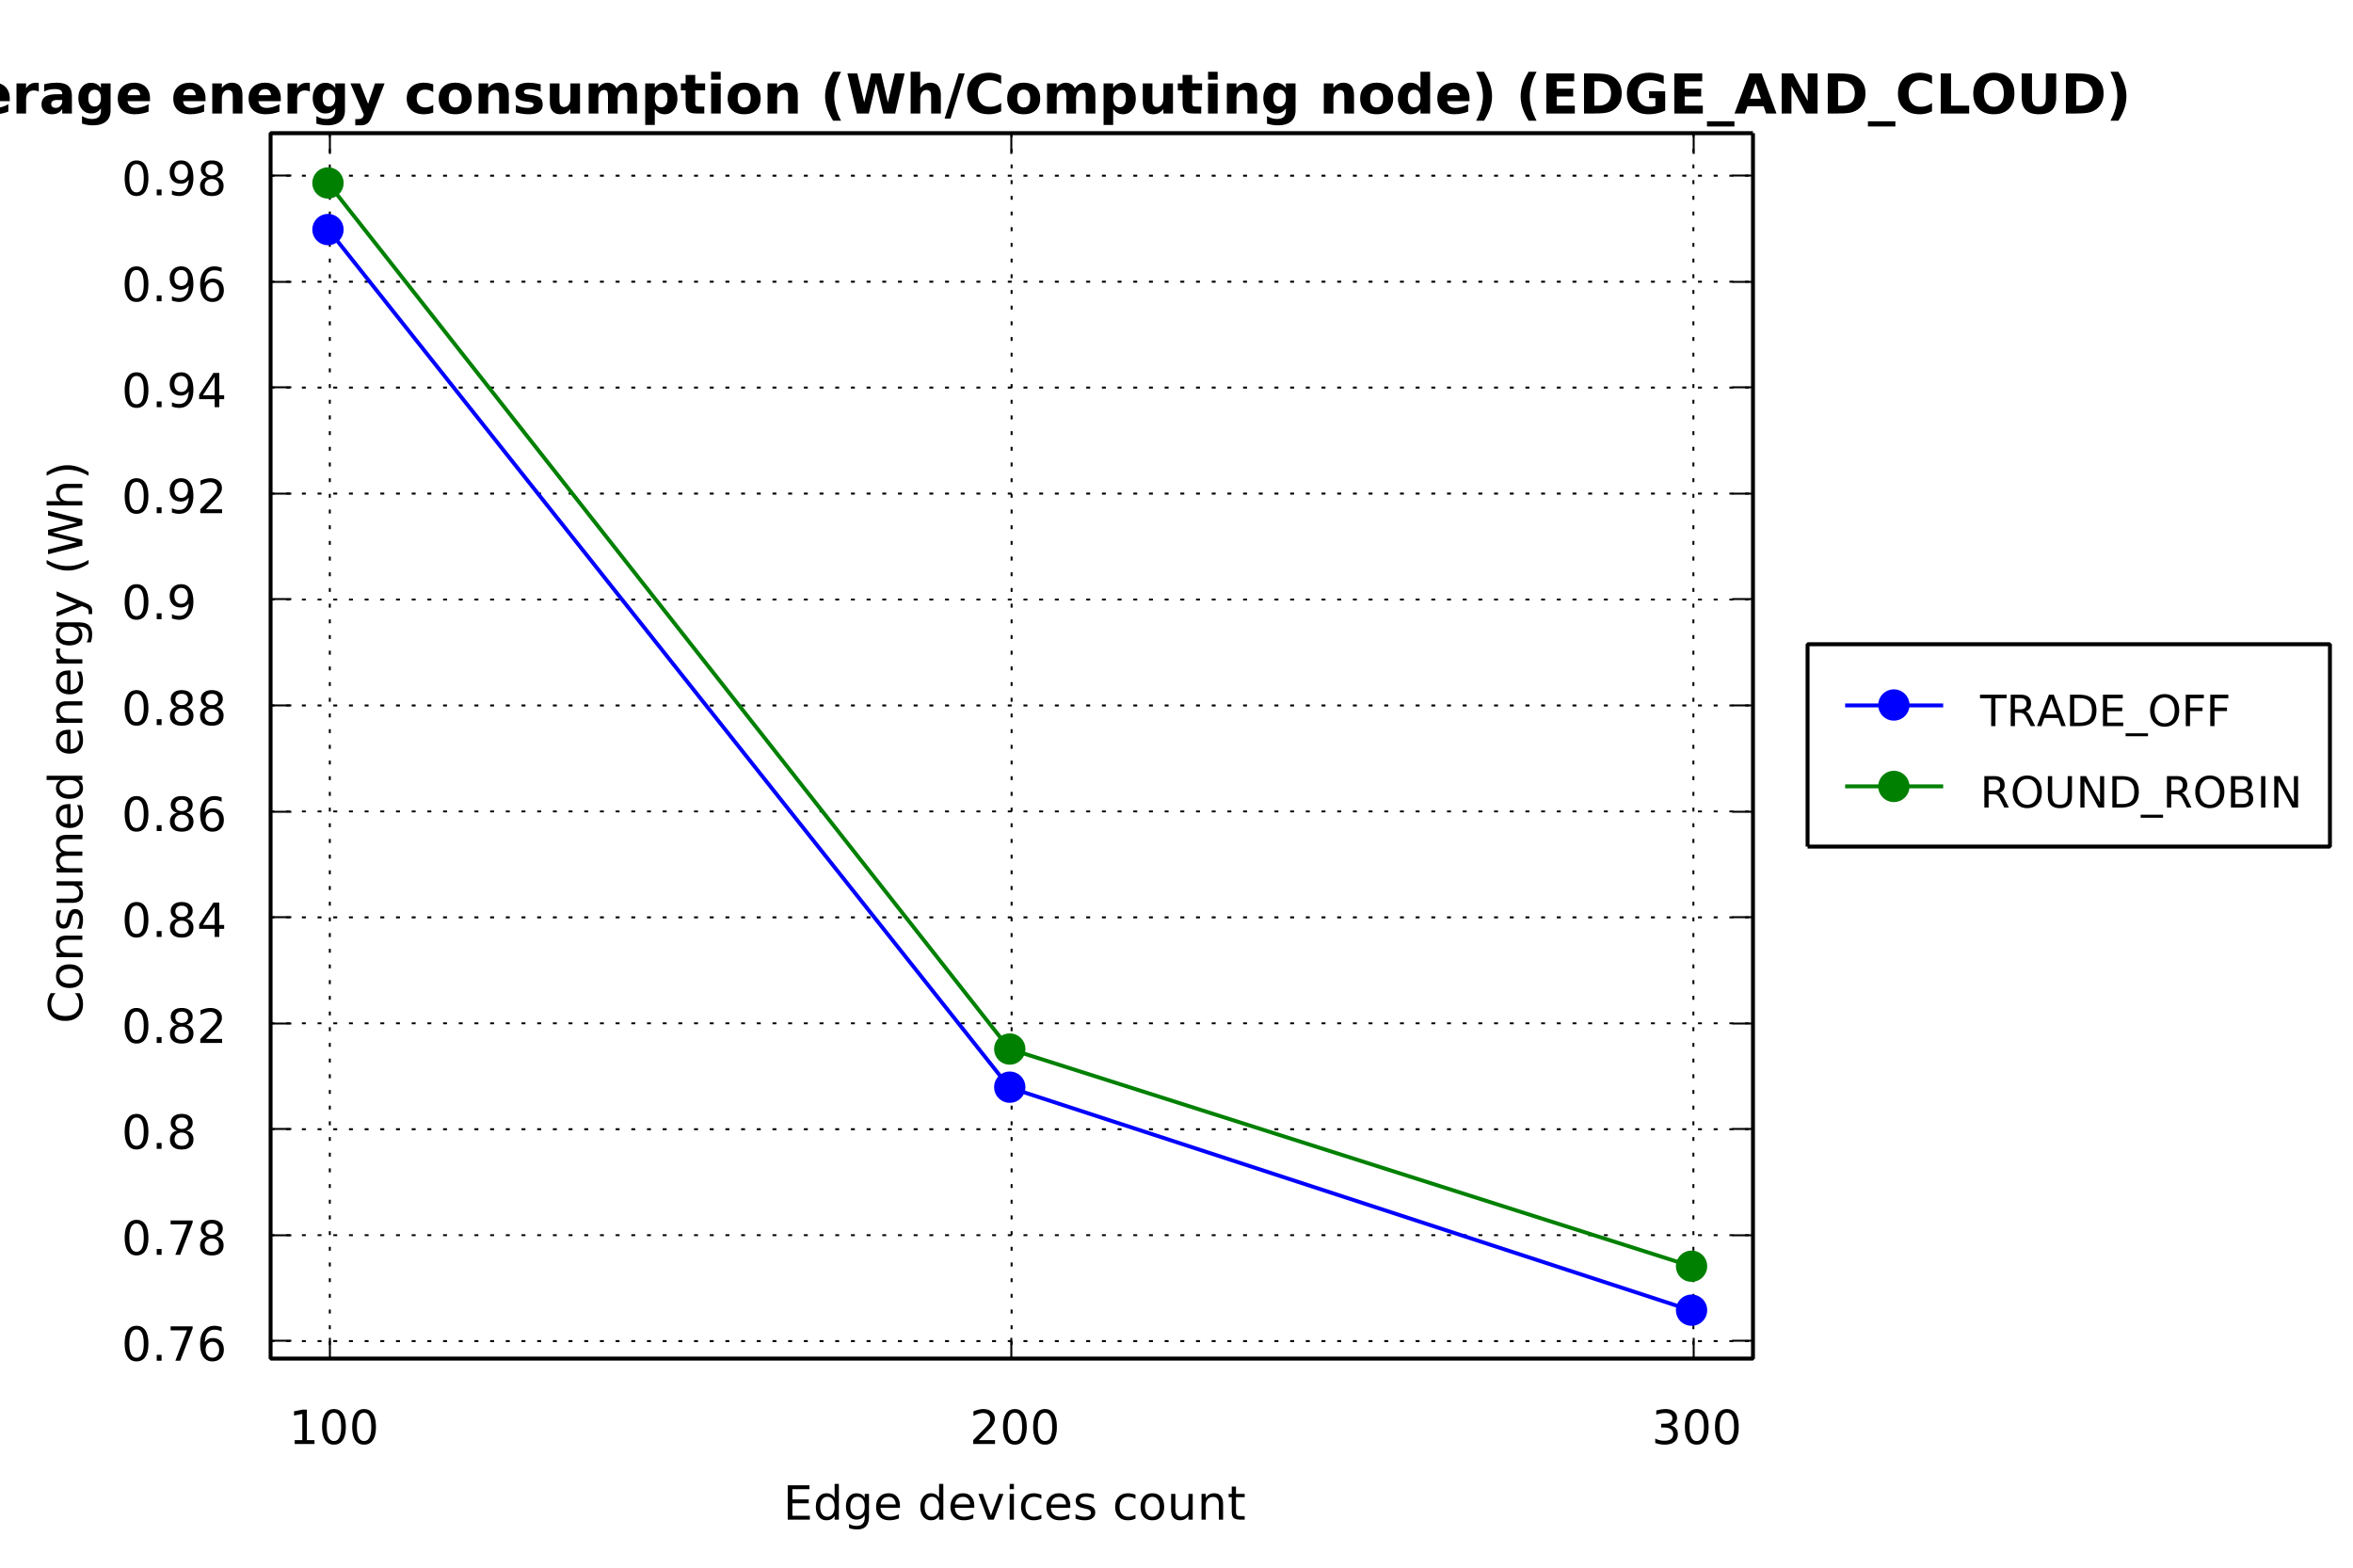 erage energy consumption (Wh/Computing node) (EDGE_AND_CLOUD)
0.98
0.96
0.94
0.92
0.9
0.88
0.86
0.84
0.82
0.8
0.78
0.76
Consumed energy (Wh)
100 200 300
Edge devices count
TRADE_OFF
ROUND_ROBIN